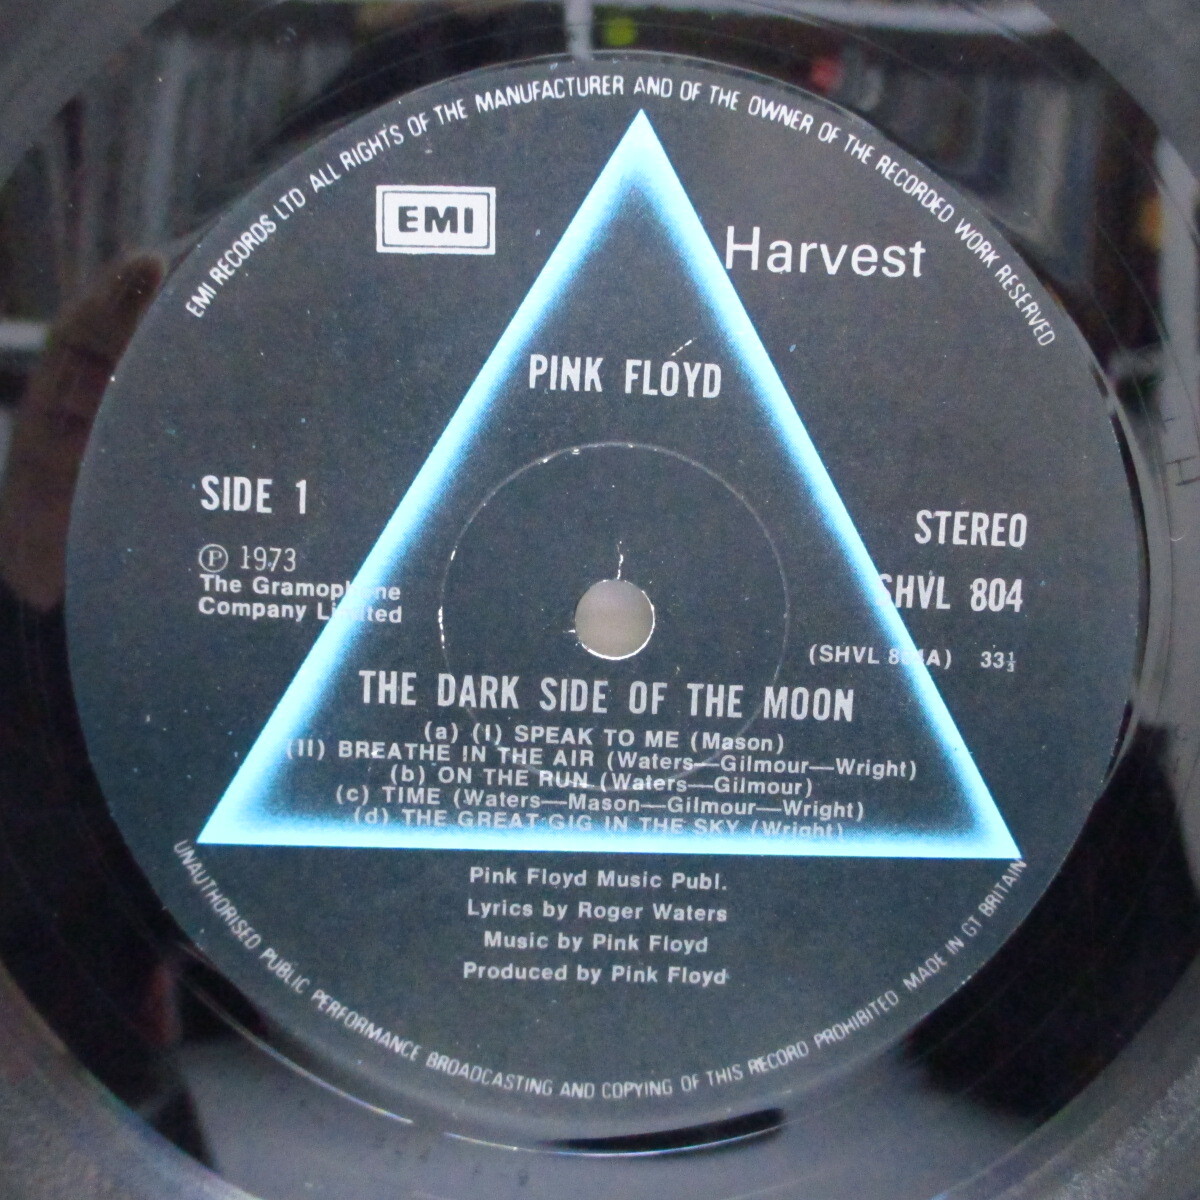 EMI RECORDS LTD ALL RIGHTS OF THE MANUFACTURER AND OF THE OWNER OF THE RECORDED WORK RESERVED
EMI
Harvest
PINK FLOYD
SIDE 1
Ⓟ 1973
The Gramophone
Company Limited
STEREO
SHVL 804
(SHVL 804A) 33⅓
THE DARK SIDE OF THE MOON
(a) (I) SPEAK TO ME (Mason)
(II) BREATHE IN THE AIR (Waters—Gilmour—Wright)
(b) ON THE RUN (Waters—Gilmour)
(c) TIME (Waters—Mason—Gilmour—Wright)
(d) THE GREAT GIG IN THE SKY (Wright)
Pink Floyd Music Publ.
Lyrics by Roger Waters
Music by Pink Floyd
Produced by Pink Floyd
UNAUTHORISED PUBLIC PERFORMANCE BROADCASTING AND COPYING OF THIS RECORD PROHIBITED MADE IN GT BRITAIN